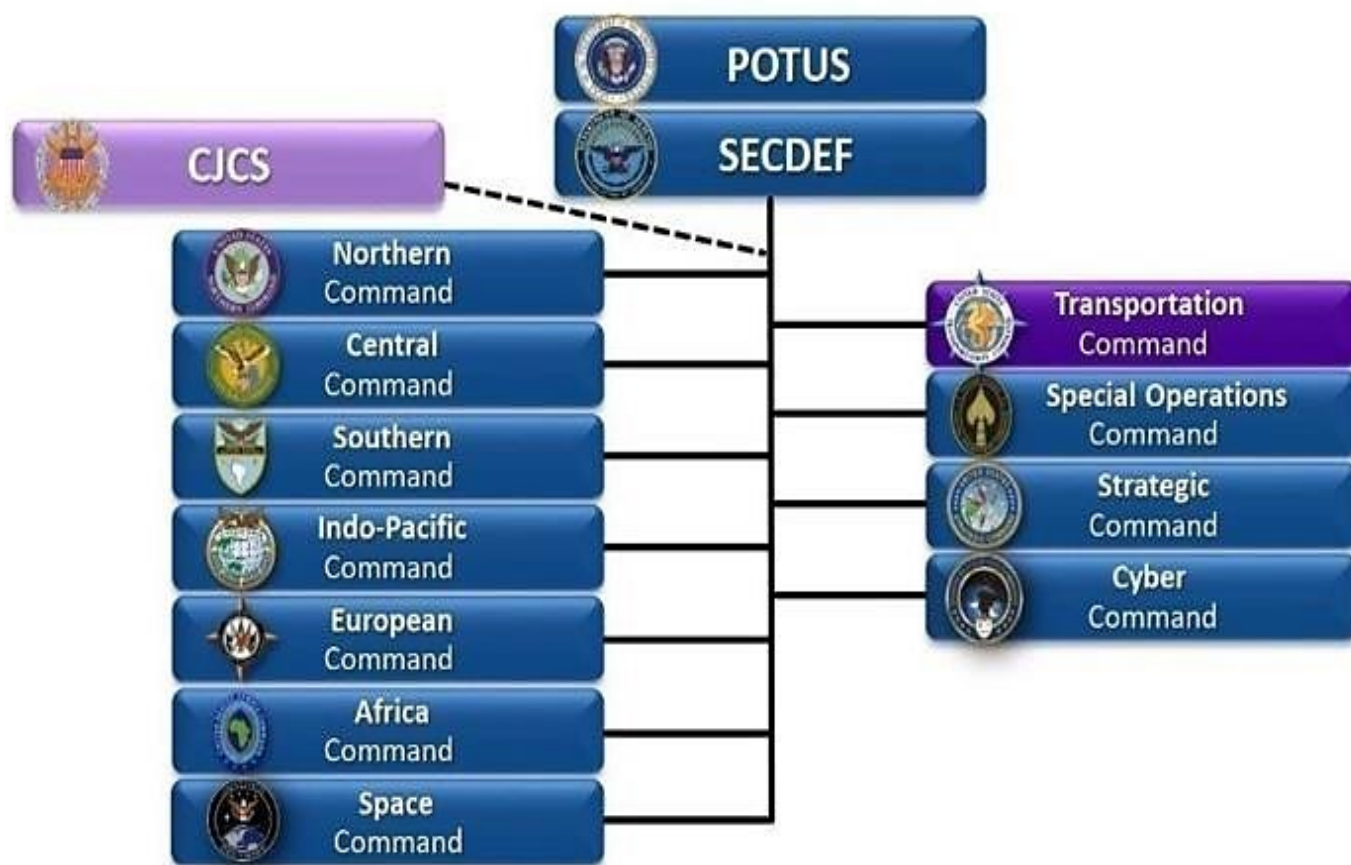 POTUS
SECDEF
CJCS
Northern
Command
Central
Command
Southern
Command
Indo-Pacific
Command
European
Command
Africa
Command
Space
Command
Transportation
Command
Special Operations
Command
Strategic
Command
Cyber
Command